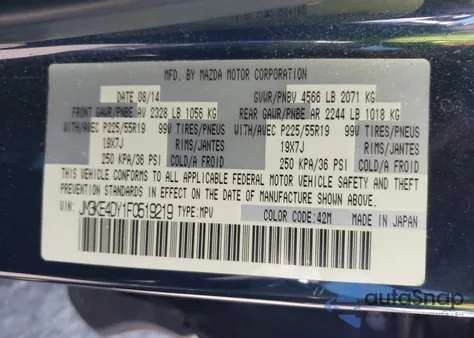 MFD. BY MAZDA MOTOR CORPORATION
DATE 08/14 GVWR/PNBV 4566 LB 2071 KG
FRONT GAWR/PNBE AV 2328 LB 1056 KG REAR GAWR/PNBE AR 2244 LB 1018 KG
WITH/AVEC P225/55R19 99V TIRES/PNEUS WITH/AVEC P225/55R19 99V TIRES/PNEUS
19X7J RIMS/JANTES 19X7J RIMS/JANTES
250 KPA/36 PSI COLD/A FROID 250 KPA/36 PSI COLD/A FROID
THIS VEHICLE CONFORMS TO ALL APPLICABLE FEDERAL MOTOR VEHICLE SAFETY AND THEFT
PREVENTION STANDARDS IN EFFECT ON THE DATE OF MANUFACTURE SHOWN ABOVE.
VIN: JM3KE4DY1F0519219 TYPE:MPV COLOR CODE:42M MADE IN JAPAN
autoSnap